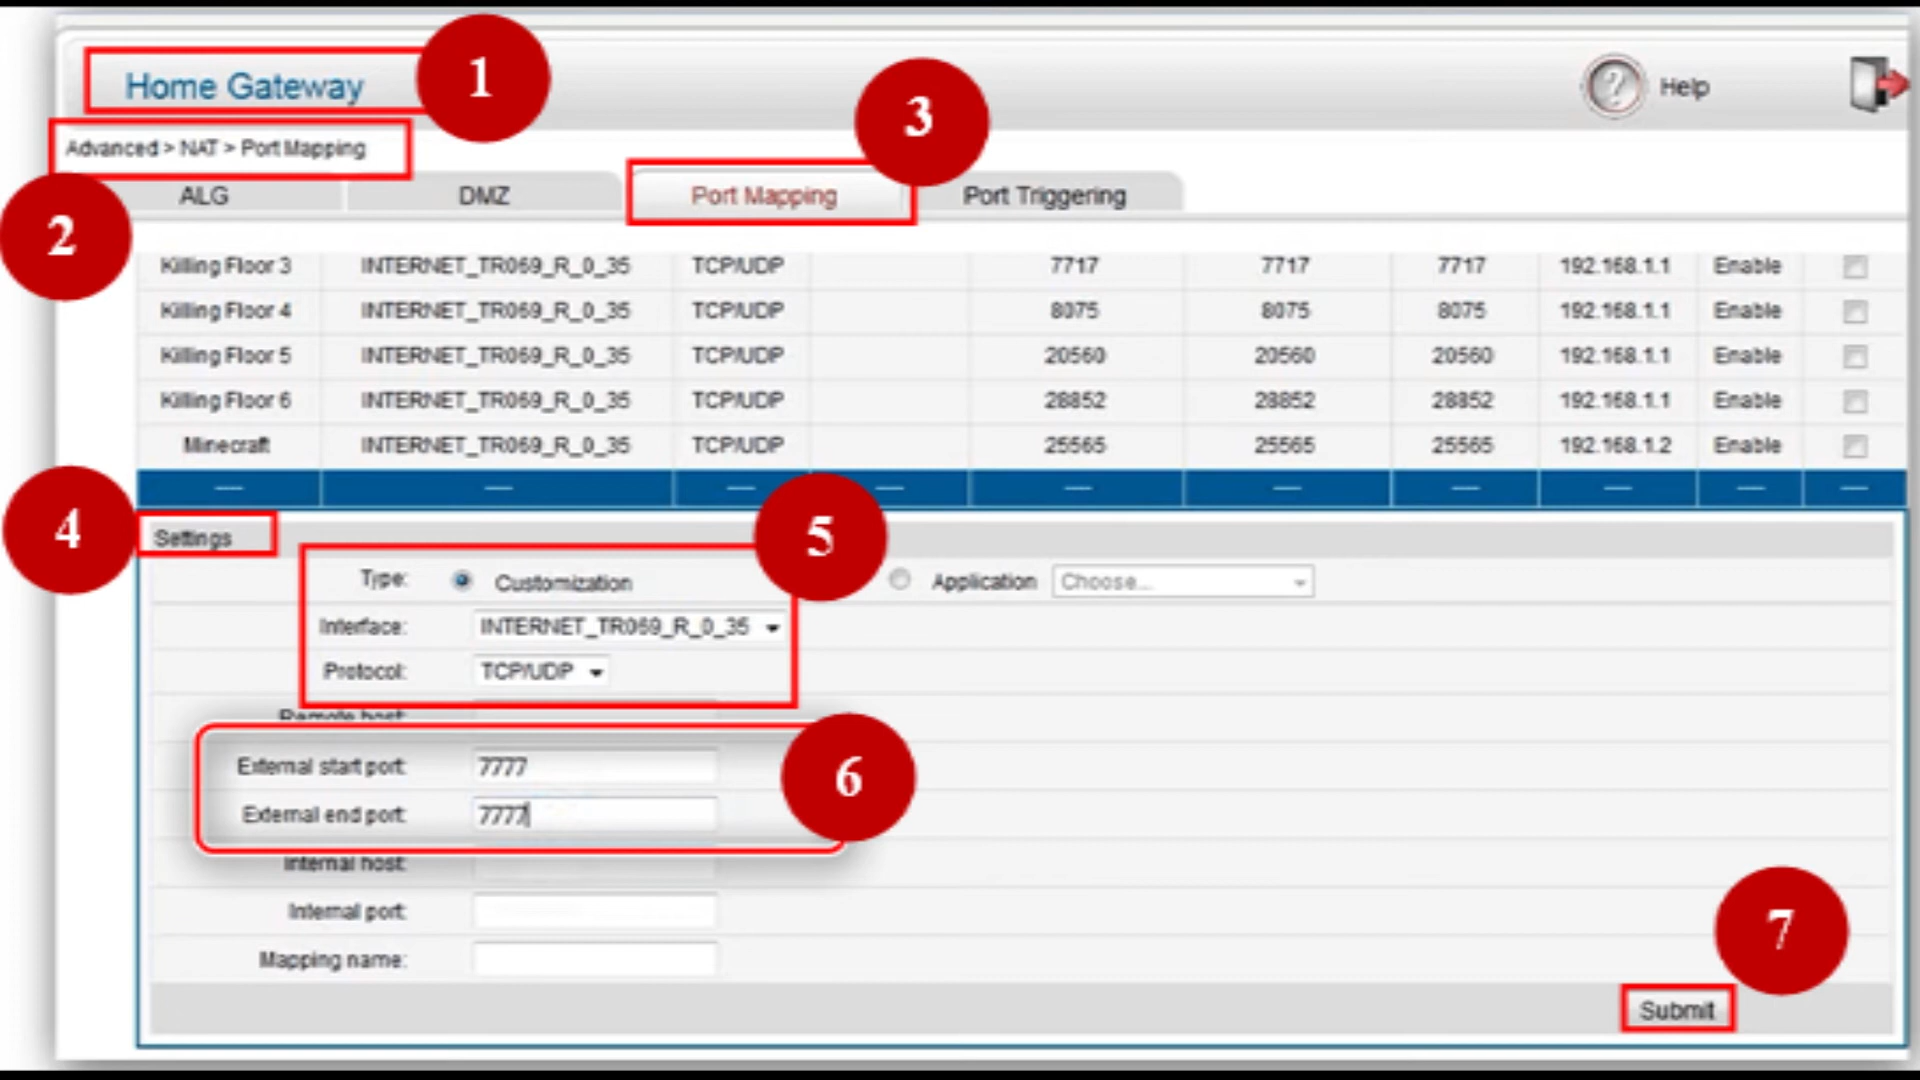 Home Gateway
1
3
Help
Advanced > NAT > Port Mapping
ALG DMZ Port Mapping Port Triggering
2
Killing Floor 3 INTERNET_TR069_R_0_35 TCP/UDP 7717 7717 7717 192.168.1.1 Enable
Killing Floor 4 INTERNET_TR069_R_0_35 TCP/UDP 8075 8075 8075 192.168.1.1 Enable
Killing Floor 5 INTERNET_TR069_R_0_35 TCP/UDP 20560 20560 20560 192.168.1.1 Enable
Killing Floor 6 INTERNET_TR069_R_0_35 TCP/UDP 28852 28852 28852 192.168.1.1 Enable
Minecraft INTERNET_TR069_R_0_35 TCP/UDP 25565 25565 25565 192.168.1.2 Enable
---- ---- ---- ---- ---- ---- ---- ---- ---- ----
4
Settings
5
Type: Customization Application Choose...
Interface: INTERNET_TR069_R_0_35
Protocol: TCP/UDP
Remote host:
External start port: 7777
6
External end port: 7777
Internal host:
Internal port:
7
Mapping name:
Submit